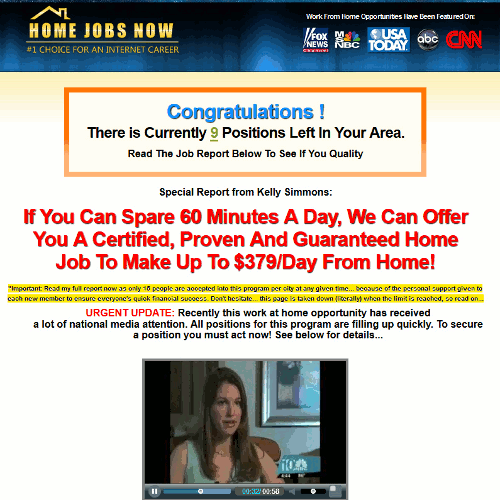 HOME JOBS NOW
#1 CHOICE FOR AN INTERNET CAREER
Work From Home Opportunities Have Been Featured On:
FOX NEWS channel MSNBC USA TODAY abc CNN
Congratulations !
There is Currently 9 Positions Left In Your Area.
Read The Job Report Below To See If You Quality
Special Report from Kelly Simmons:
If You Can Spare 60 Minutes A Day, We Can Offer
You A Certified, Proven And Guaranteed Home
Job To Make Up To $379/Day From Home!
"Important: Read my full report now as only 15 people are accepted into this program per city at any given time... because of the personal support given to
each new member to ensure everyone's quick financial success. Don't hesitate... this page is taken down (literally) when the limit is reached, so read on...
URGENT UPDATE: Recently this work at home opportunity has received
a lot of national media attention. All positions for this program are filling up quickly. To secure
a position you must act now! See below for details...
10
00:32/00:58